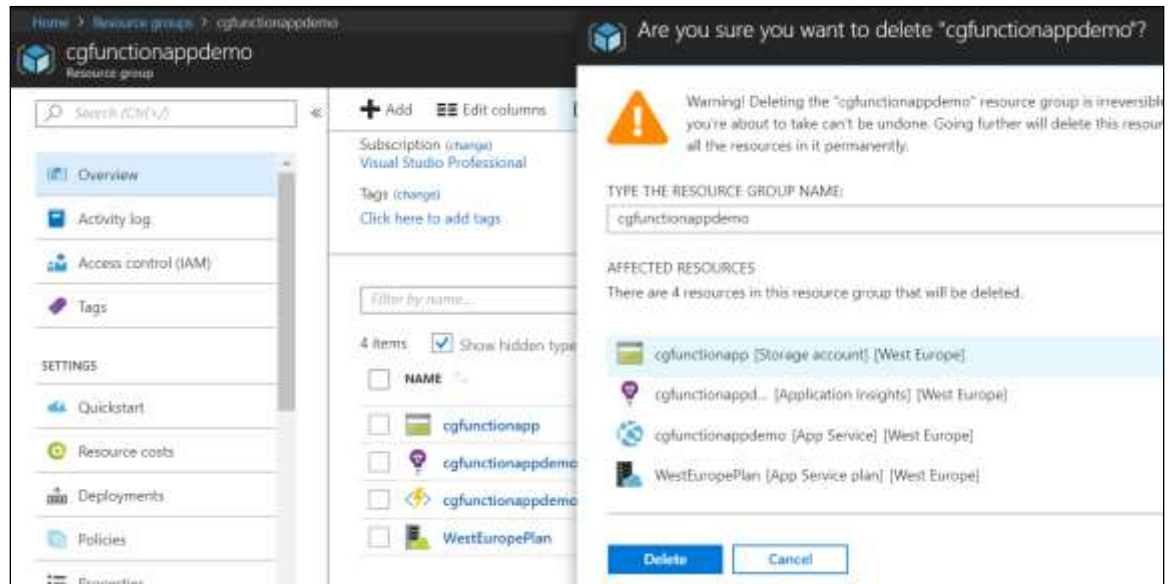 Home > Resource groups > cgfunctionappdemo
cgfunctionappdemo
Resource group
Search (Ctrl+/)
Overview
Activity log
Access control (IAM)
Tags
SETTINGS
Quickstart
Resource costs
Deployments
Policies
Properties
Add Edit columns
Subscription (change)
Visual Studio Professional
Tags (change)
Click here to add tags
Filter by name...
4 items Show hidden type
NAME
cgfunctionapp
cgfunctionappdemo
cgfunctionappdemo
WestEuropePlan
Are you sure you want to delete "cgfunctionappdemo"?
Warning! Deleting the "cgfunctionappdemo" resource group is irreversible
you're about to take can't be undone. Going further will delete this resour
all the resources in it permanently.
TYPE THE RESOURCE GROUP NAME:
cgfunctionappdemo
AFFECTED RESOURCES
There are 4 resources in this resource group that will be deleted.
cgfunctionapp [Storage account] [West Europe]
cgfunctionappd... [Application Insights] [West Europe]
cgfunctionappdemo [App Service] [West Europe]
WestEuropePlan [App Service plan] [West Europe]
Delete Cancel